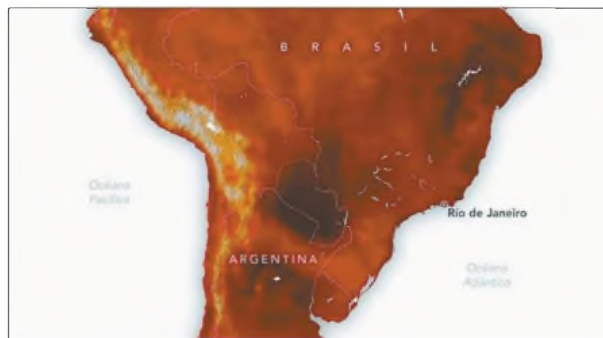 BRASIL
Océano
Pacífico
Río de Janeiro
ARGENTINA
Océano
Atlántico